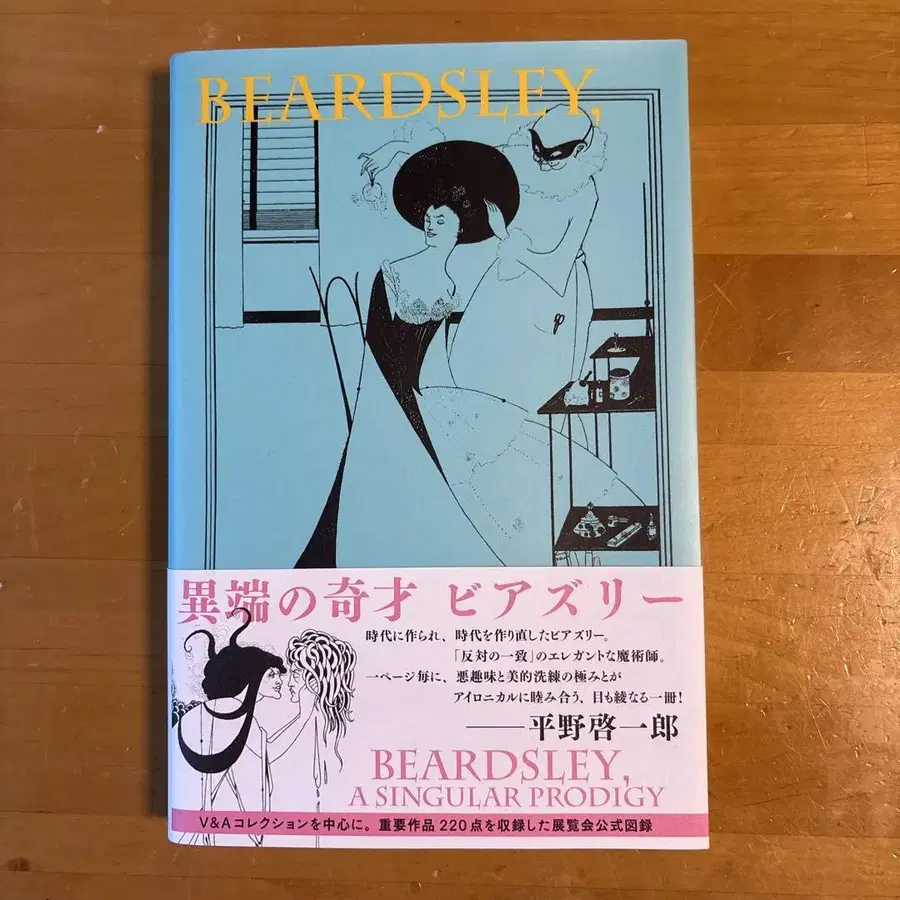 BEARDSLEY,
異端の奇才 ビアズリー
時代に作られ、時代を作り直したビアズリー。
「反対の一致」のエレガントな魔術師。
一ページ毎に、悪趣味と美的洗練の極みとが
アイロニカルに睦み合う、目も綾なる一冊!
——平野啓一郎
BEARDSLEY,
A SINGULAR PRODIGY
V&Aコレクションを中心に。重要作品220点を収録した展覧会公式図録